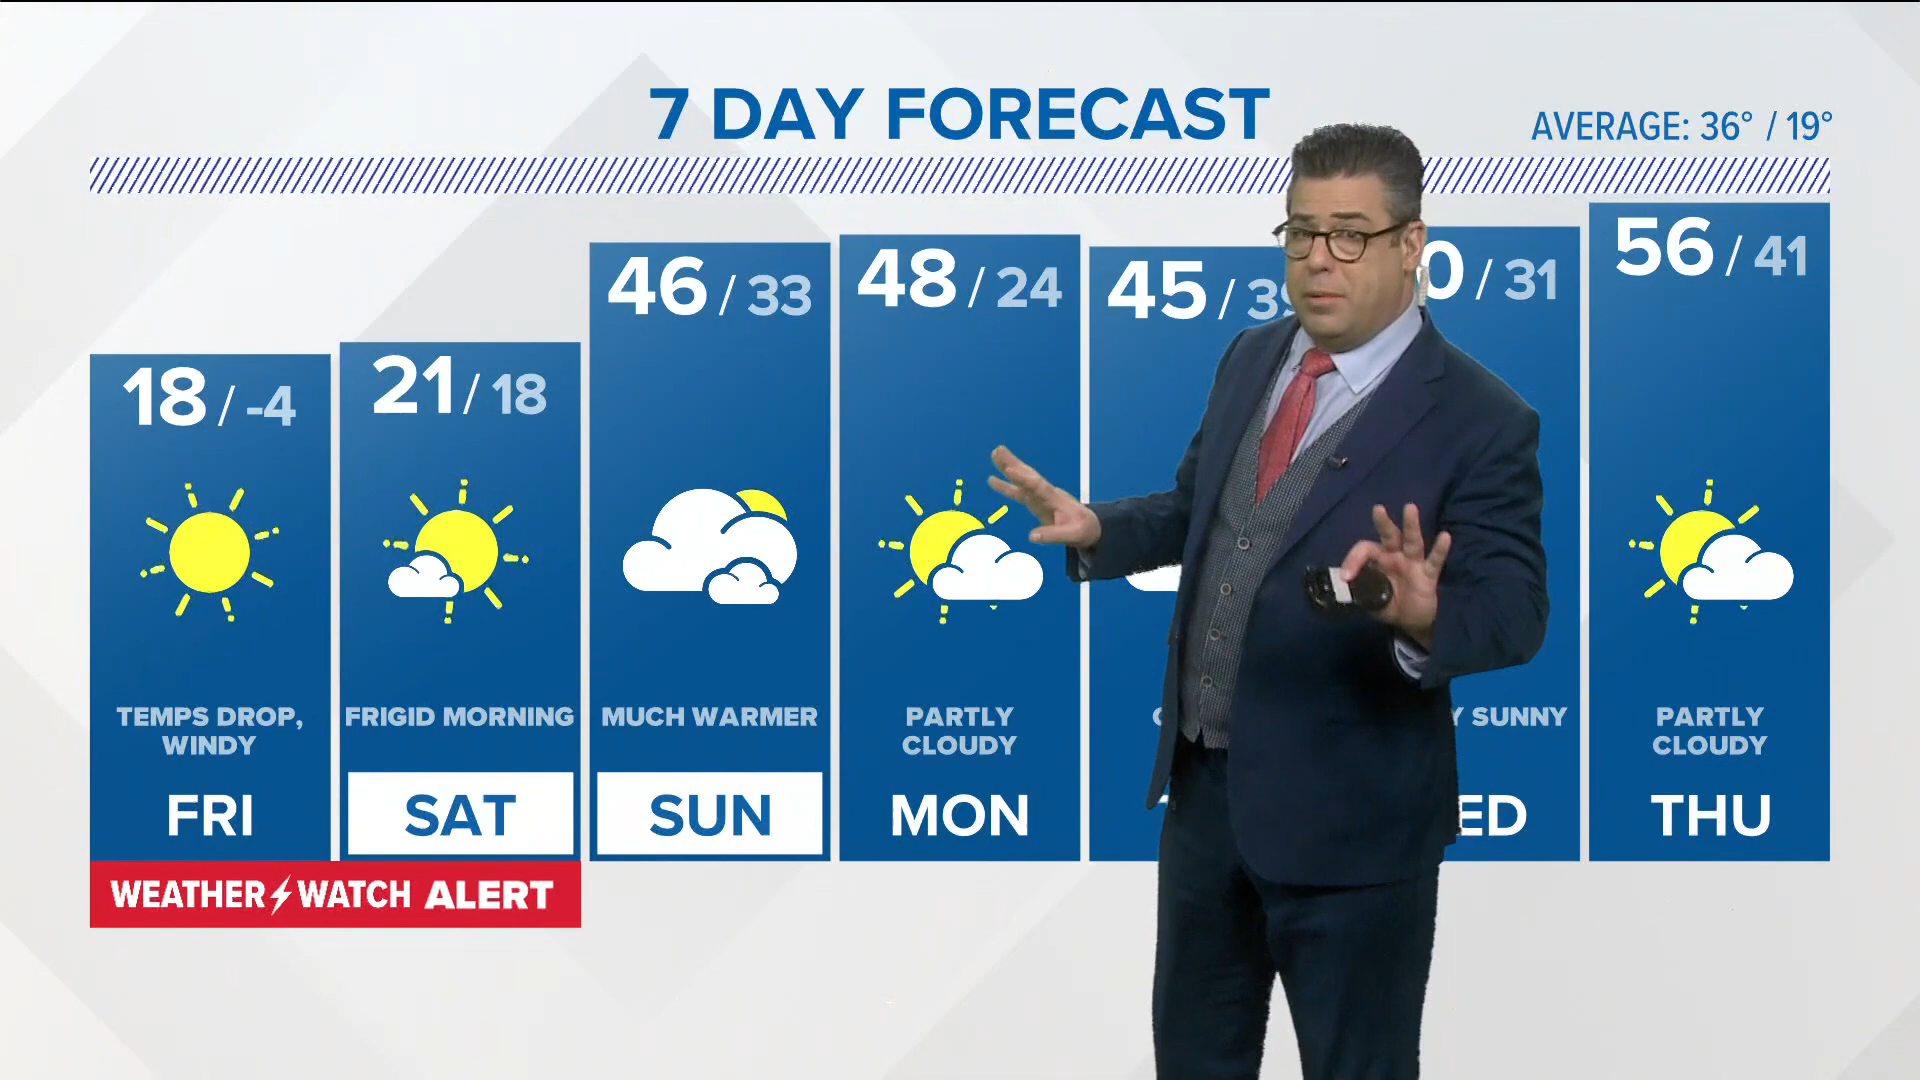 7 DAY FORECAST
AVERAGE: 36° / 19°
18 / -4
TEMPS DROP,
WINDY
FRI
21 / 18
FRIGID MORNING
SAT
46 / 33
MUCH WARMER
SUN
48 / 24
PARTLY
CLOUDY
MON
45 /
/ 31
SUNNY
56 / 41
PARTLY
CLOUDY
THU
WEATHER WATCH ALERT